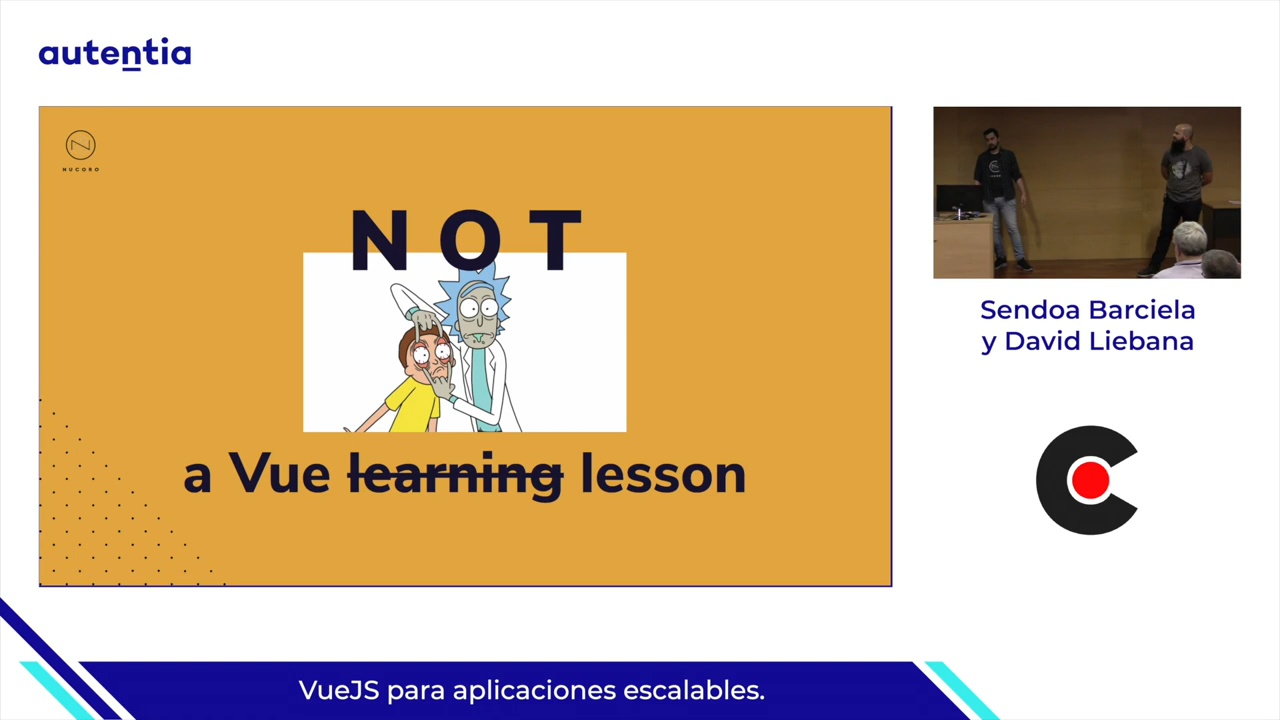 autentia
NUCORO
NOT
a Vue learning lesson
Sendoa Barciela
y David Liebana
VueJS para aplicaciones escalables.